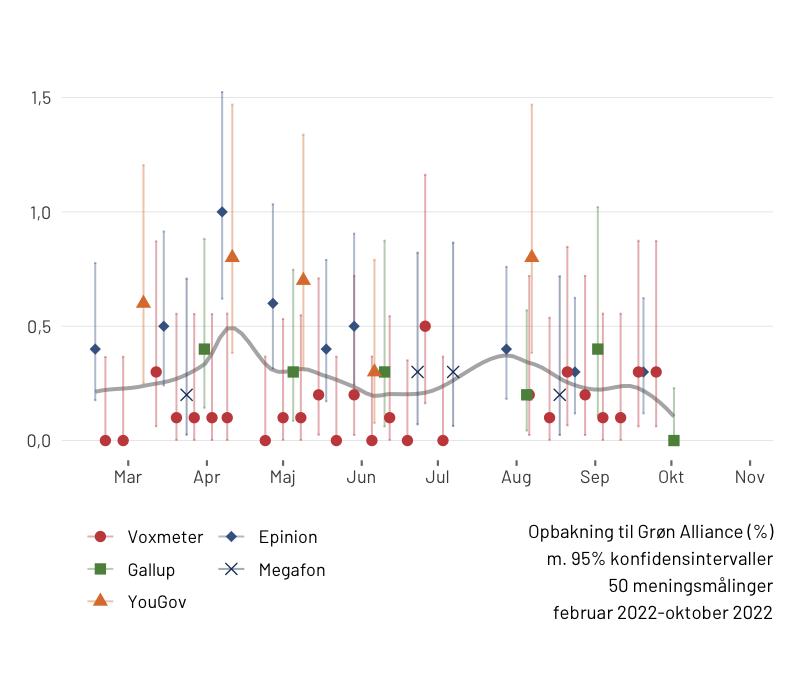 1,5
1,0
0,5
0,0
Mar Apr Maj Jun Jul Aug Sep Okt Nov
Voxmeter Epinion
Gallup Megafon
YouGov
Opbakning til Grøn Alliance (%)
m. 95% konfidensintervaller
50 meningsmålinger
februar 2022-oktober 2022